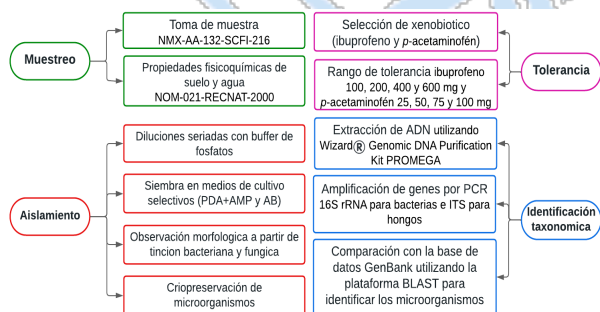 Muestreo
Toma de muestra
NMX-AA-132-SCFI-216
Propiedades fisicoquímicas de
suelo y agua
NOM-021-RECNAT-2000
Selección de xenobiotico
(ibuprofeno y p-acetaminofén)
Rango de tolerancia ibuprofeno
100, 200, 400 y 600 mg y
p-acetaminofén 25, 50, 75 y 100 mg
Tolerancia
Aislamiento
Diluciones seriadas con buffer de
fosfatos
Siembra en medios de cultivo
selectivos (PDA+AMP y AB)
Observación morfologica a partir de
tincion bacteriana y fungica
Criopreservación de
microorganismos
Extracción de ADN utilizando
Wizard® Genomic DNA Purification
Kit PROMEGA
Amplificación de genes por PCR
16S rRNA para bacterias e ITS para
hongos
Comparación con la base de
datos GenBank utilizando la
plataforma BLAST para
identificar los microorganismos
Identificación
taxonomica